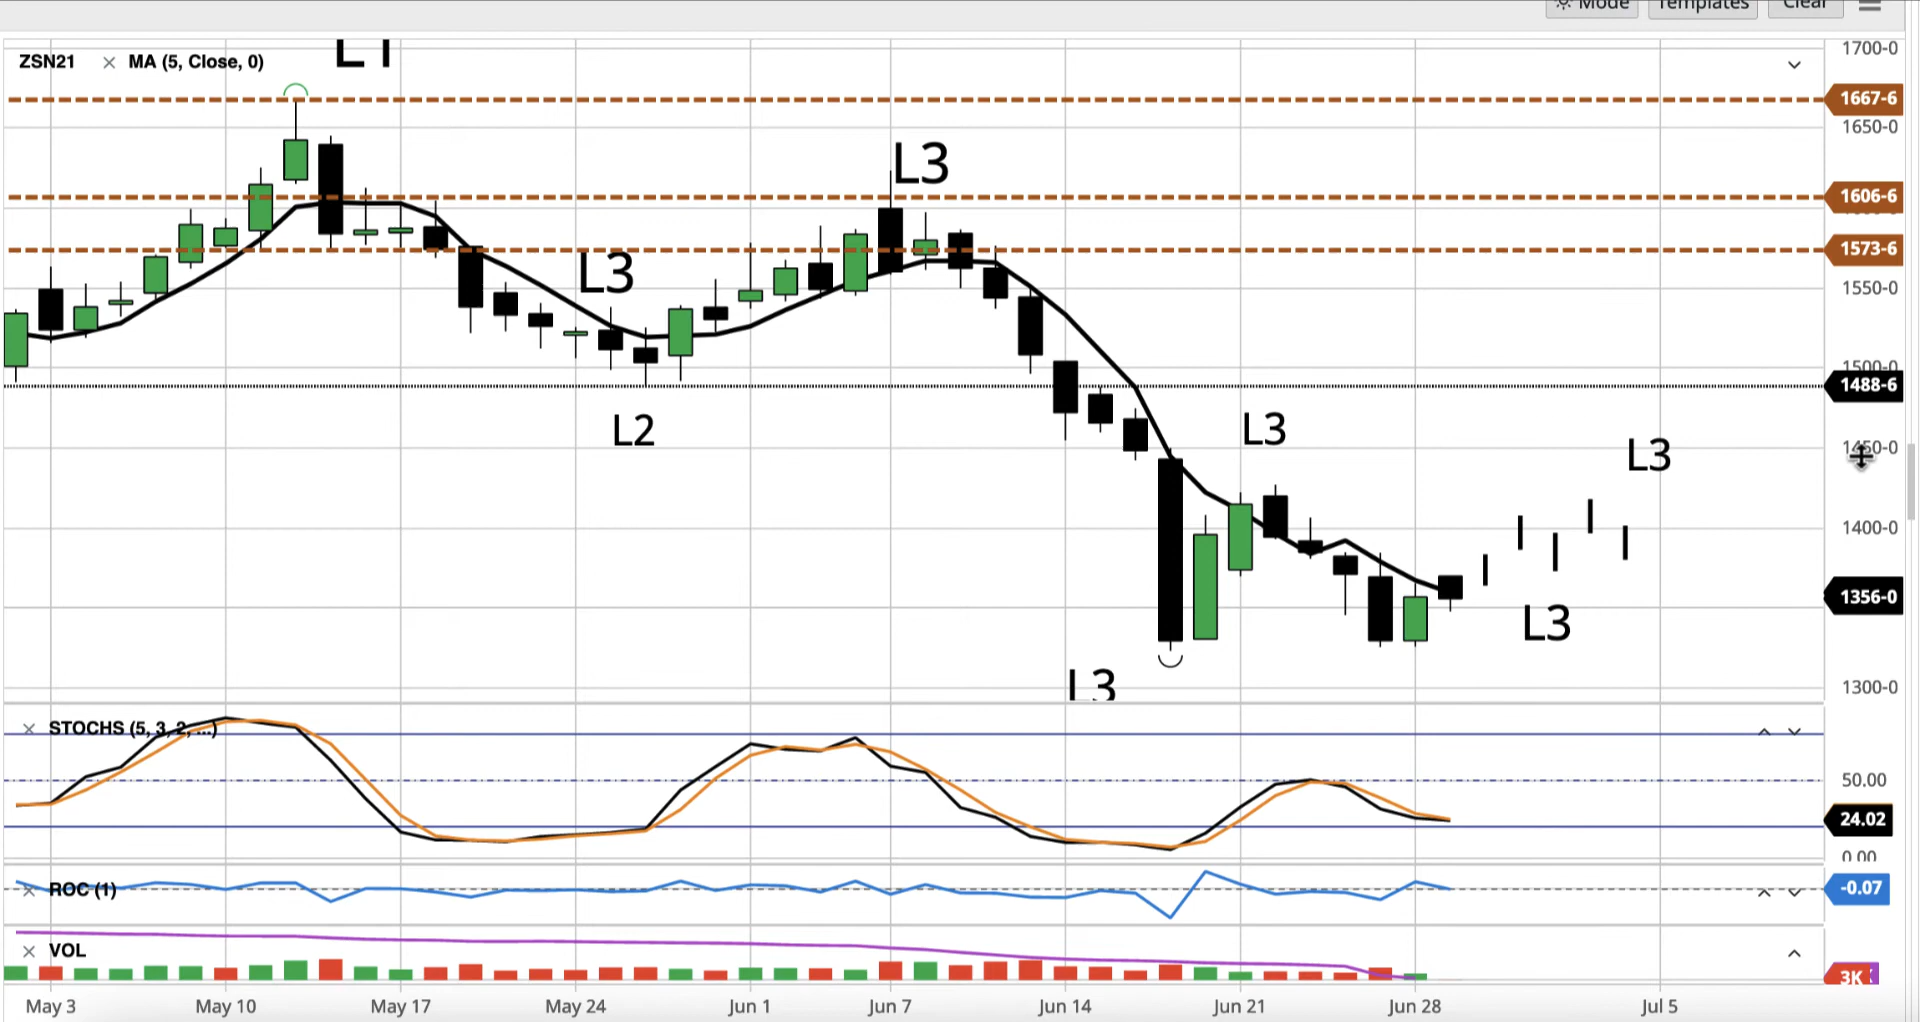 Mode Templates Clear
ZSN21 MA (5, Close, 0)
L1
1700-0
1667-6
1650-0
L3
1606-6
1573-6
L3
1550-0
1500-0
1488-6
L2
L3
L3
1450-0
1400-0
1356-0
L3
L3
1300-0
STOCHS (5, 3, 2, ...)
50.00
24.02
0.00
ROC (1)
-0.07
VOL
3K
May 3 May 10 May 17 May 24 Jun 1 Jun 7 Jun 14 Jun 21 Jun 28 Jul 5